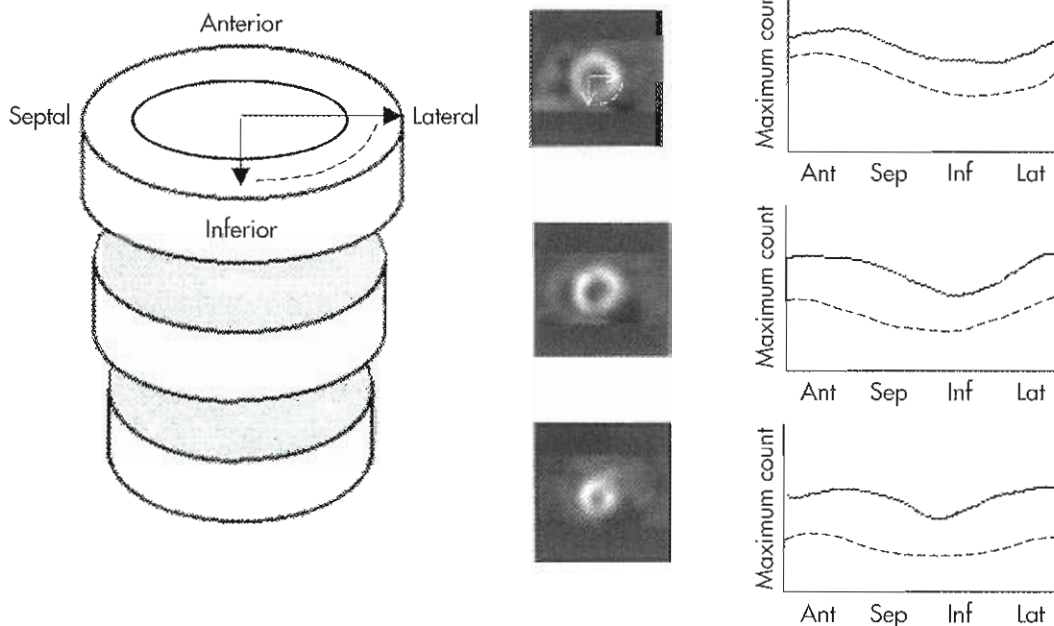 Anterior
Septal
Lateral
Inferior
Maximum count
Ant Sep Inf Lat
Maximum count
Ant Sep Inf Lat
Maximum count
Ant Sep Inf Lat